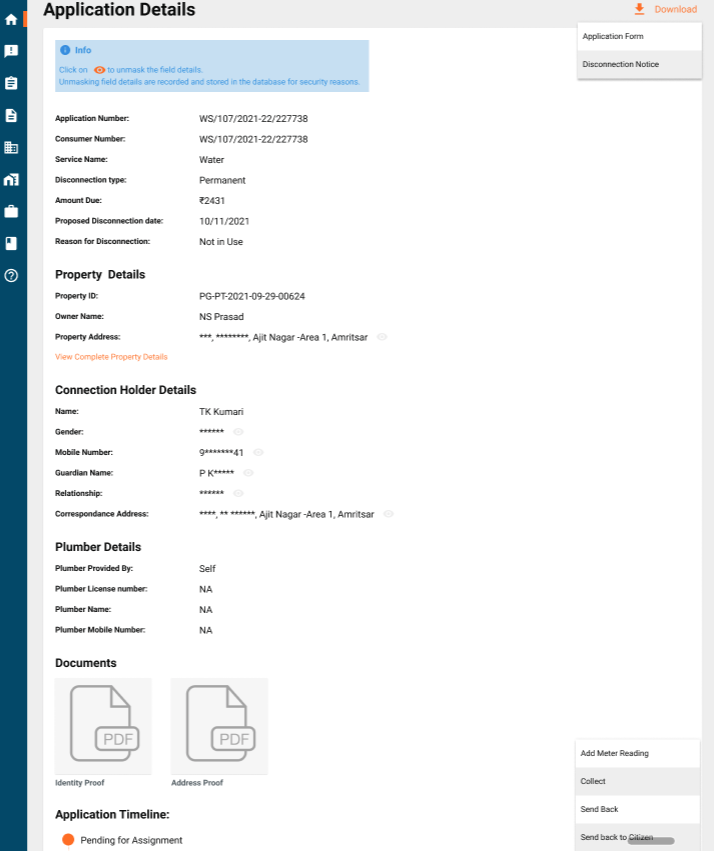 Application Details
Download
Application Form
Disconnection Notice
Info
Click on to unmask the field details.
Unmasking field details are recorded and stored in the database for security reasons.
Application Number: WS/107/2021-22/227738
Consumer Number: WS/107/2021-22/227738
Service Name: Water
Disconnection type: Permanent
Amount Due: ₹2431
Proposed Disconnection date: 10/11/2021
Reason for Disconnection: Not in Use
Property Details
Property ID: PG-PT-2021-09-29-00624
Owner Name: NS Prasad
Property Address: ***, ********, Ajit Nagar -Area 1, Amritsar
View Complete Property Details
Connection Holder Details
Name: TK Kumari
Gender: ******
Mobile Number: 9*******41
Guardian Name: P K*****
Relationship: ******
Correspondance Address: ****, ** ******, Ajit Nagar -Area 1, Amritsar
Plumber Details
Plumber Provided By: Self
Plumber License number: NA
Plumber Name: NA
Plumber Mobile Number: NA
Documents
PDF PDF
Identity Proof Address Proof
Application Timeline:
Pending for Assignment
Add Meter Reading
Collect
Send Back
Send back to Citizen